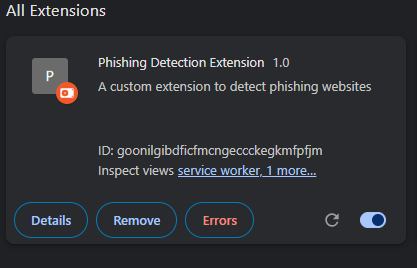 All Extensions
P
Phishing Detection Extension 1.0
A custom extension to detect phishing websites
ID: goonilgibdficfmcngeccckegkmfpfjm
Inspect views service worker, 1 more...
Details Remove Errors